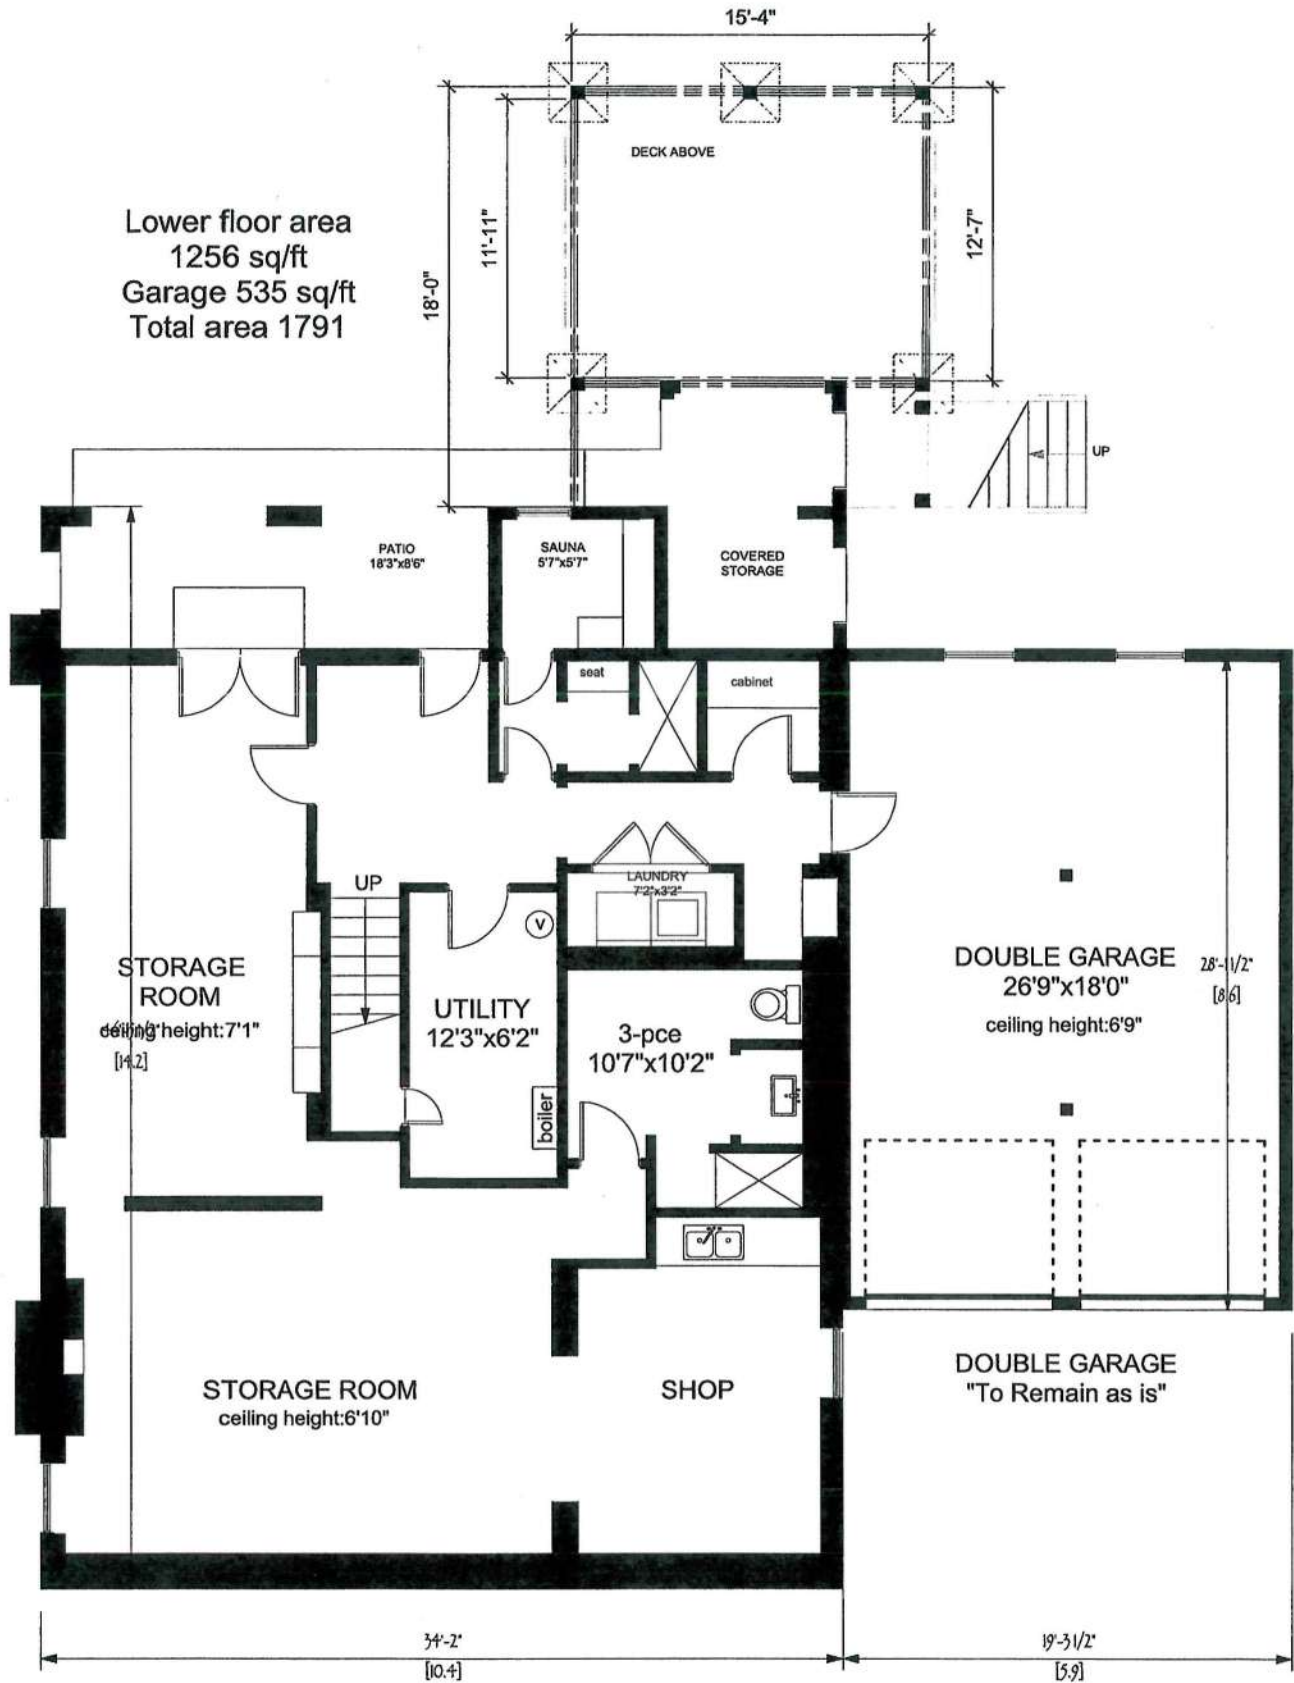 15'-4"
DECK ABOVE
11'-11"
12'-7"
18'-0"
Lower floor area
1256 sq/ft
Garage 535 sq/ft
Total area 1791
UP
PATIO
18'3"x8'6"
SAUNA
5'7"x5'7"
COVERED
STORAGE
seat
cabinet
LAUNDRY
7'2"x3'2"
UP
V
STORAGE
ROOM
ceiling height:7'1"
[14.2]
UTILITY
12'3"x6'2"
boiler
3-pce
10'7"x10'2"
DOUBLE GARAGE
26'9"x18'0"
ceiling height:6'9"
28'-11/2"
[8.6]
STORAGE ROOM
ceiling height:6'10"
SHOP
DOUBLE GARAGE
"To Remain as is"
34'-2"
[10.4]
19'-3 1/2"
[5.9]